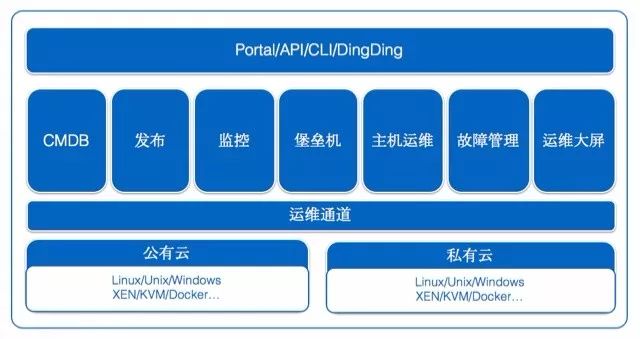 Portal/API/CLI/DingDing
CMDB
发布
监控
堡垒机
主机运维
故障管理
运维大屏
运维通道
公有云
Linux/Unix/Windows
XEN/KVM/Docker...
私有云
Linux/Unix/Windows
XEN/KVM/Docker...